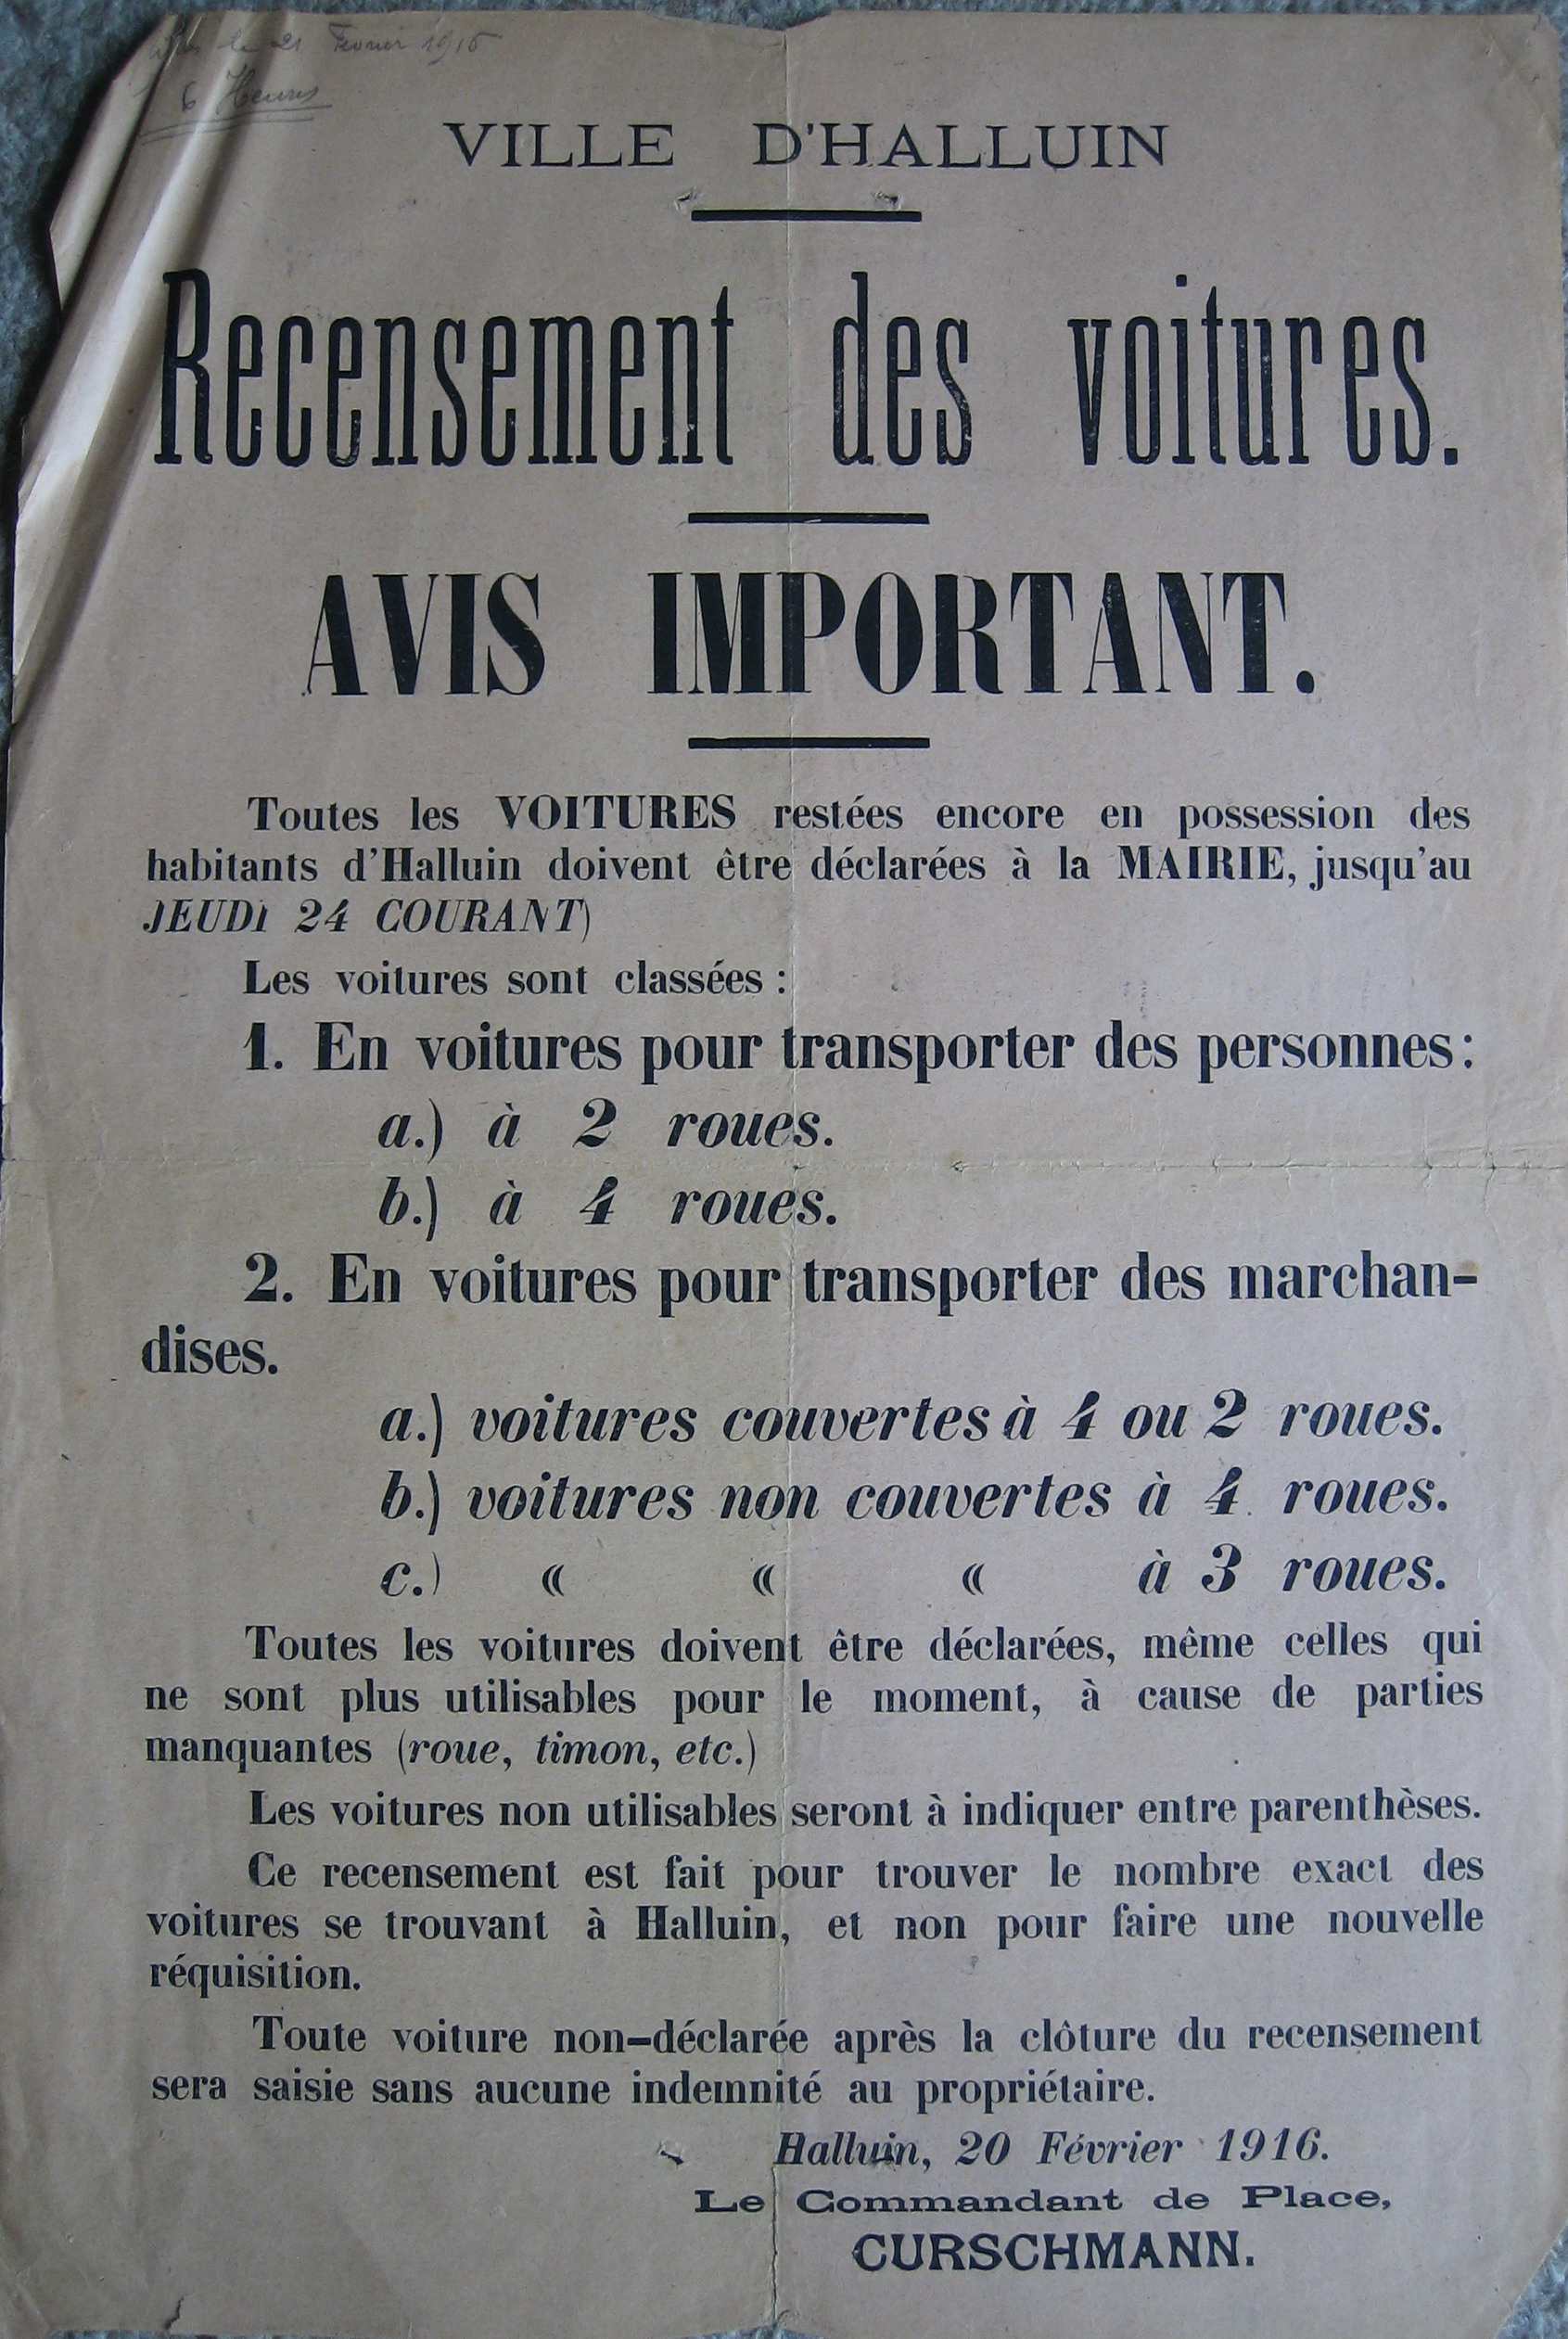 le 21 Fevrier 1916
6 Heures
VILLE D'HALLUIN
Recensement des voitures.
AVIS IMPORTANT.
Toutes les VOITURES restées encore en possession des
habitants d'Halluin doivent être déclarées à la MAIRIE, jusqu'au
JEUDI 24 COURANT)
Les voitures sont classées :
1. En voitures pour transporter des personnes:
a.) à 2 roues.
b.) à 4 roues.
2. En voitures pour transporter des marchan-
dises.
a.) voitures couvertes à 4 ou 2 roues.
b.) voitures non couvertes à 4 roues.
c.) « « « à 3 roues.
Toutes les voitures doivent être déclarées, même celles qui
ne sont plus utilisables pour le moment, à cause de parties
manquantes (roue, timon, etc.)
Les voitures non utilisables seront à indiquer entre parenthèses.
Ce recensement est fait pour trouver le nombre exact des
voitures se trouvant à Halluin, et non pour faire une nouvelle
réquisition.
Toute voiture non-déclarée après la clôture du recensement
sera saisie sans aucune indemnité au propriétaire.
Halluin, 20 Février 1916.
Le Commandant de Place,
CURSCHMANN.